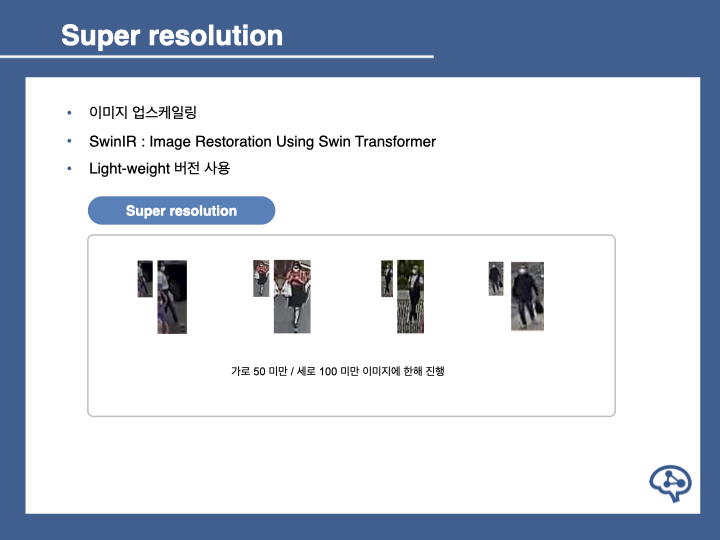 Super resolution
• 이미지 업스케일링
• SwinIR : Image Restoration Using Swin Transformer
• Light-weight 버전 사용
Super resolution
가로 50 미만 / 세로 100 미만 이미지에 한해 진행